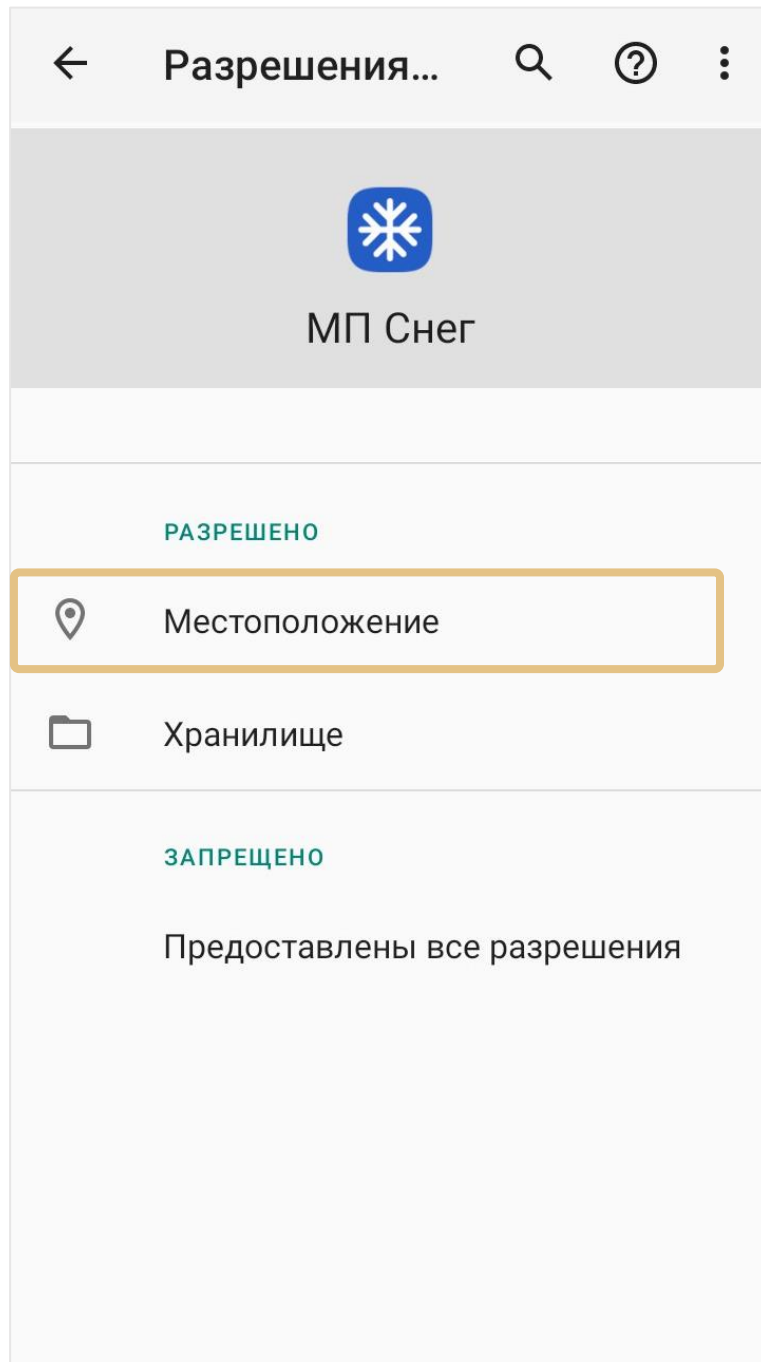 Разрешения...
МП Снег
РАЗРЕШЕНО
Местоположение
Хранилище
ЗАПРЕЩЕНО
Предоставлены все разрешения